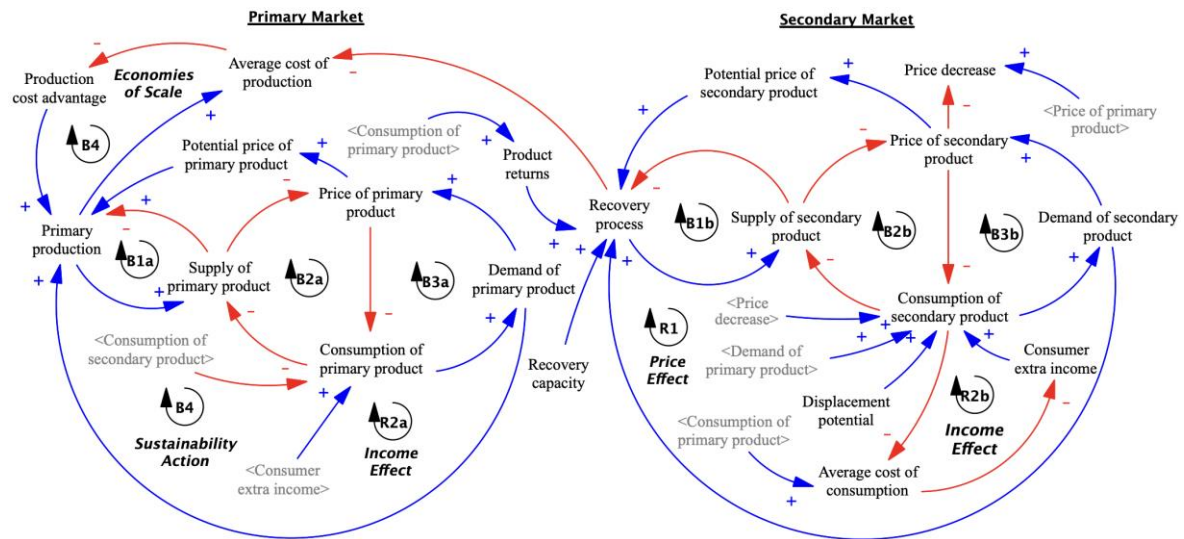 Primary Market
Secondary Market
Production
cost advantage
Economies
of Scale
Average cost of
production
B4
Potential price of
primary product
<Consumption of
primary product>
Product
returns
Price of primary
product
Primary
production
B1a
Supply of
primary product
B2a
B3a
Demand of
primary product
<Consumption of
secondary product>
Consumption of
primary product
B4
Sustainability
Action
R2a
Income
Effect
<Consumer
extra income>
Recovery
capacity
Potential price of
secondary product
Price decrease
<Price of primary
product>
Price of secondary
product
Recovery
process
B1b
Supply of secondary
product
B2b
B3b
Demand of secondary
product
R1
Price
Effect
<Price
decrease>
Consumption of
secondary product
<Demand of
primary product>
Displacement
potential
Consumer
extra income
R2b
Income
Effect
<Consumption of
primary product>
Average cost of
consumption